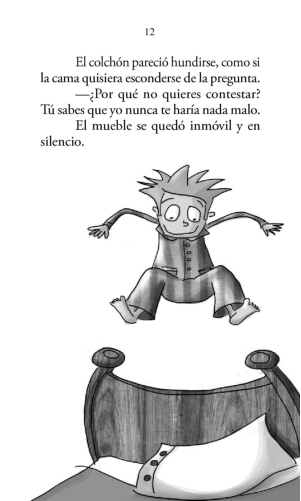 12
El colchón pareció hundirse, como si
la cama quisiera esconderse de la pregunta.
—¿Por qué no quieres contestar?
Tú sabes que yo nunca te haría nada malo.
El mueble se quedó inmóvil y en
silencio.